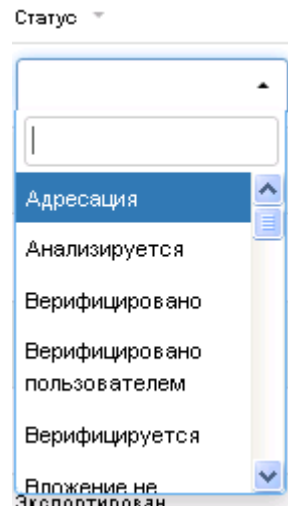 Статус
Адресация
Анализируется
Верифицировано
Верифицировано
пользователем
Верифицируется
Вложение не
Экспортирован